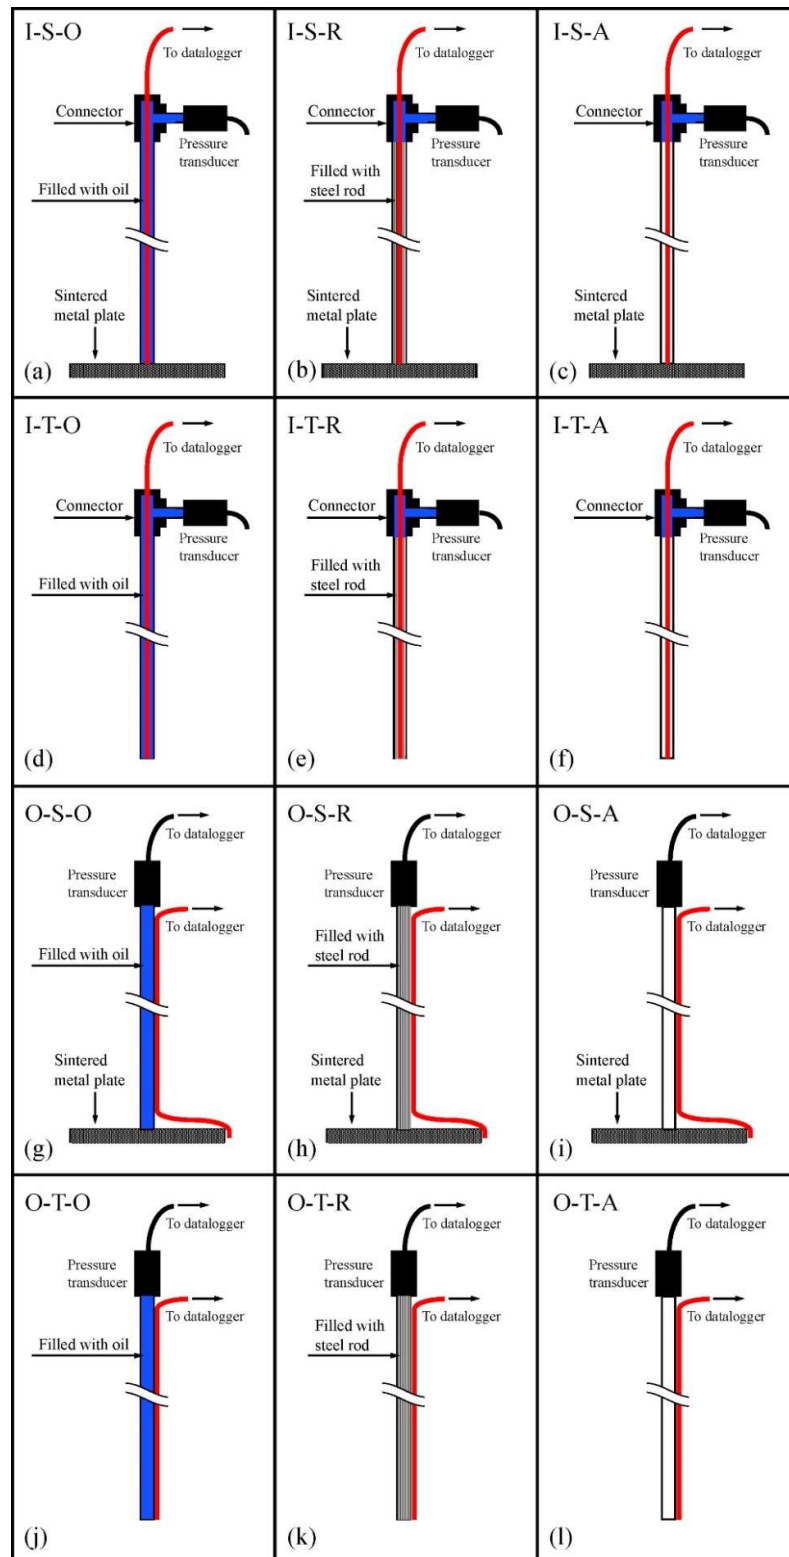 I-S-O
To datalogger
Connector
Pressure
transducer
Filled with oil
Sintered
metal plate
(a)
I-S-R
To datalogger
Connector
Pressure
transducer
Filled with
steel rod
Sintered
metal plate
(b)
I-S-A
To datalogger
Connector
Pressure
transducer
Sintered
metal plate
(c)
I-T-O
To datalogger
Connector
Pressure
transducer
Filled with oil
(d)
I-T-R
To datalogger
Connector
Pressure
transducer
Filled with
steel rod
(e)
I-T-A
To datalogger
Connector
Pressure
transducer
(f)
O-S-O
To datalogger
Pressure
transducer
To datalogger
Filled with oil
Sintered
metal plate
(g)
O-S-R
To datalogger
Pressure
transducer
To datalogger
Filled with
steel rod
Sintered
metal plate
(h)
O-S-A
To datalogger
Pressure
transducer
To datalogger
Sintered
metal plate
(i)
O-T-O
To datalogger
Pressure
transducer
To datalogger
Filled with oil
(j)
O-T-R
To datalogger
Pressure
transducer
To datalogger
Filled with
steel rod
(k)
O-T-A
To datalogger
Pressure
transducer
To datalogger
(l)